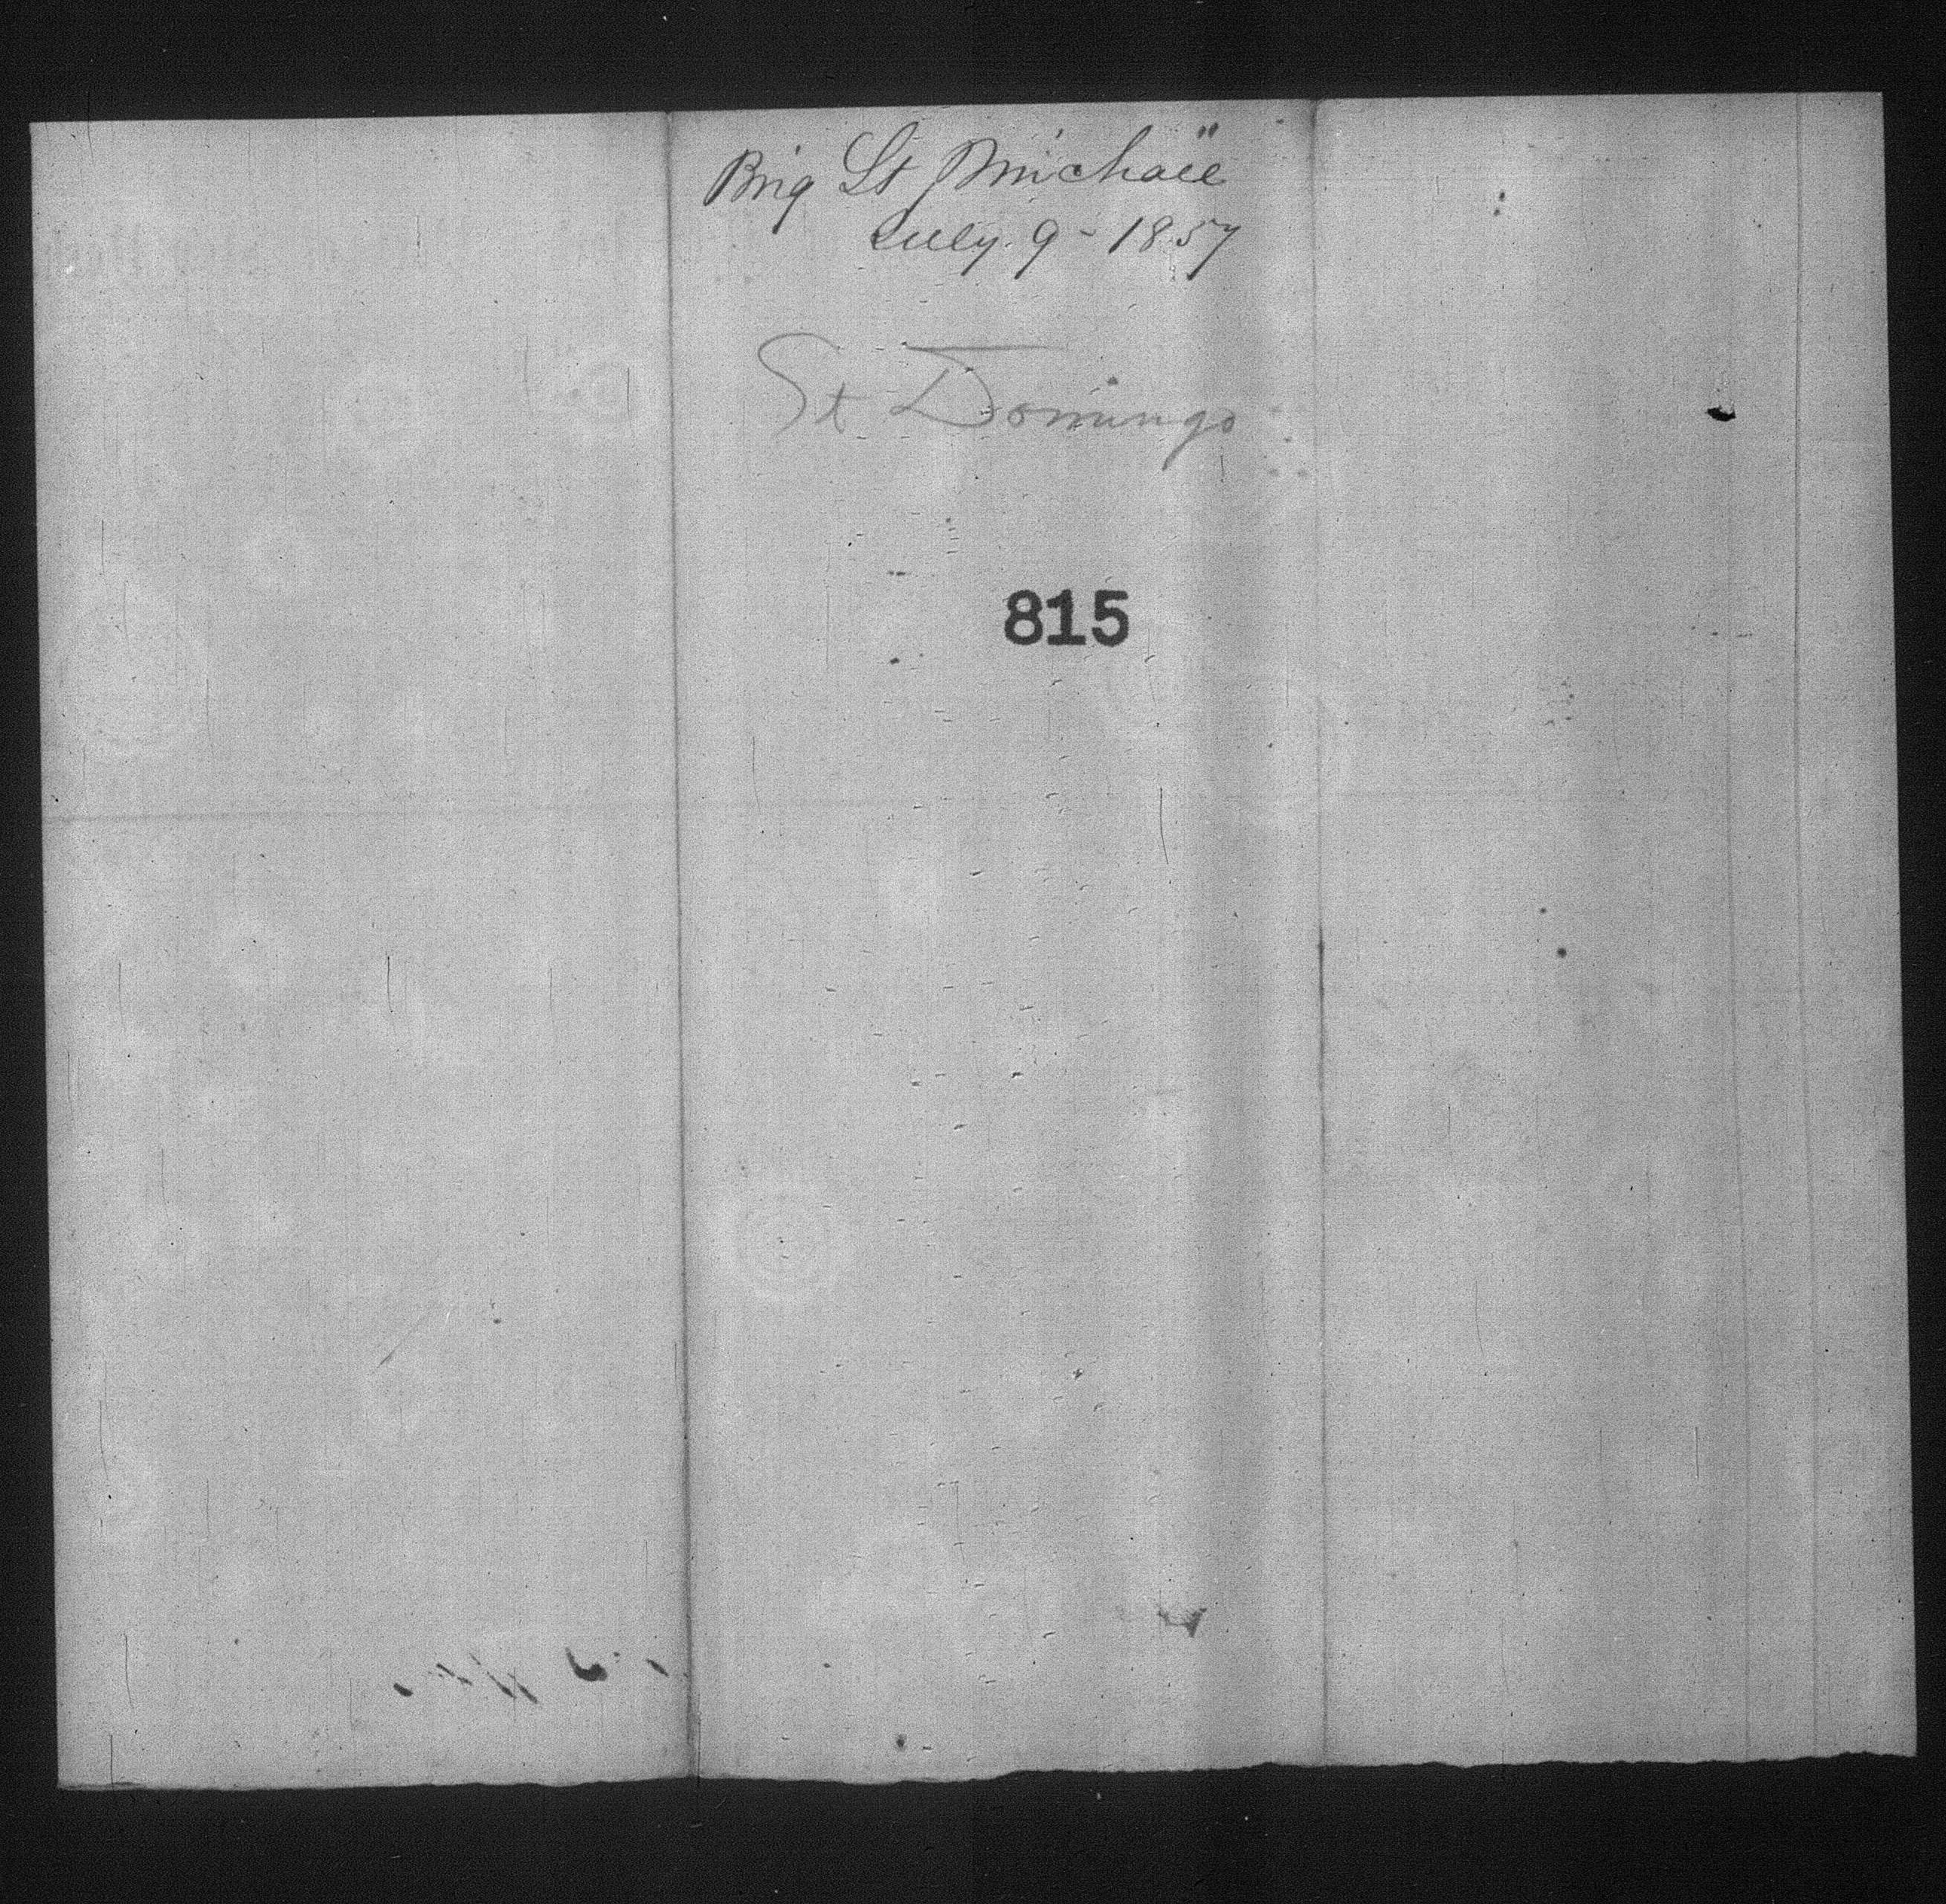 Brig St Michaël
July. 9 - 1857
St Domingo
815